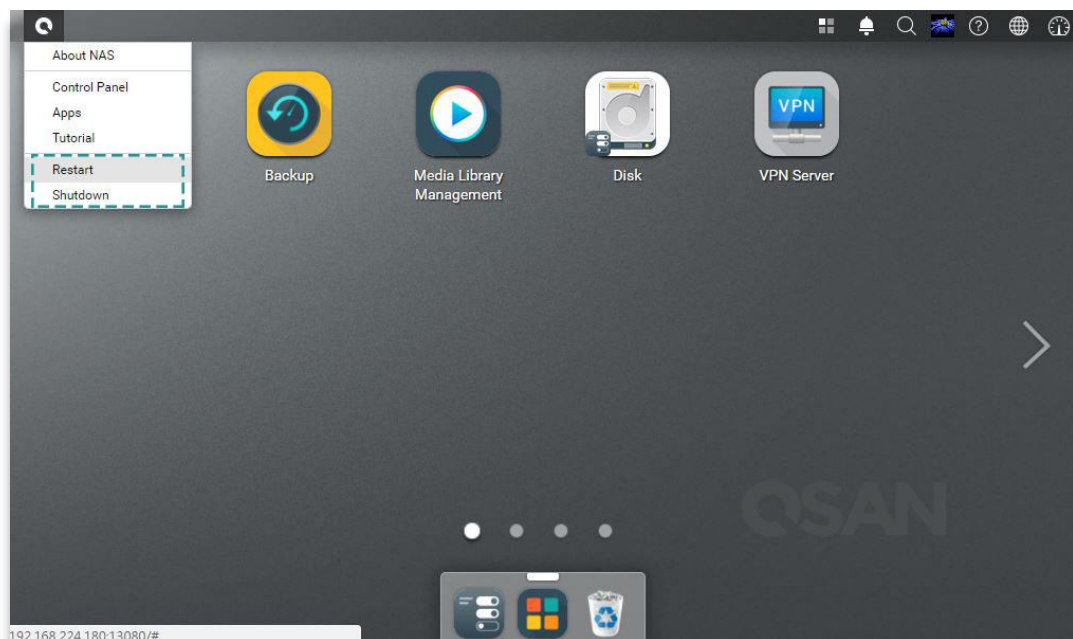 About NAS
Control Panel
Apps
Tutorial
Restart
Shutdown
Backup
Media Library
Management
Disk
VPN
VPN Server
QSAN
192.168.224.180:13080/#